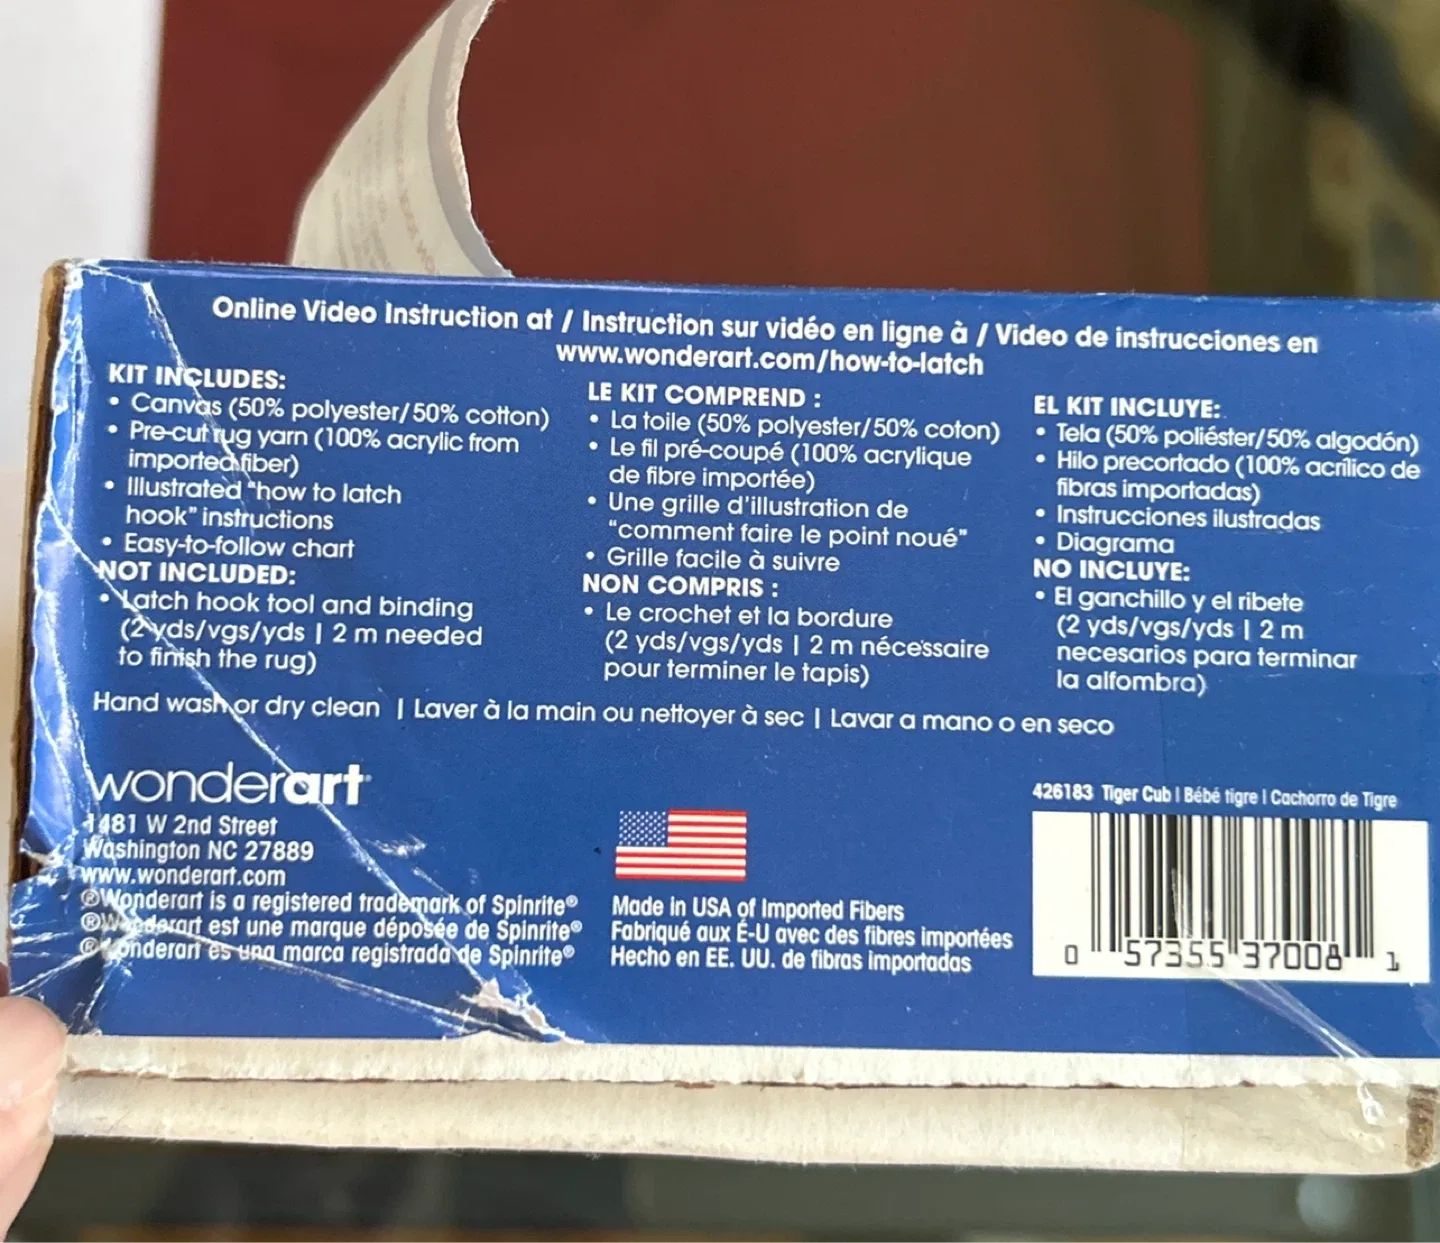 Online Video Instruction at / Instruction sur vidéo en ligne à / Video de instrucciones en
www.wonderart.com/how-to-latch
KIT INCLUDES:
• Canvas (50% polyester/50% cotton)
• Pre-cut rug yarn (100% acrylic from
imported fiber)
• Illustrated "how to latch
hook" instructions
• Easy-to-follow chart
NOT INCLUDED:
• Latch hook tool and binding
(2 yds/vgs/yds | 2 m needed
to finish the rug)
LE KIT COMPREND :
• La toile (50% polyester/50% coton)
• Le fil pré-coupé (100% acrylique
de fibre importée)
• Une grille d'illustration de
"comment faire le point noué"
• Grille facile à suivre
NON COMPRIS :
• Le crochet et la bordure
(2 yds/vgs/yds | 2 m nécessaire
pour terminer le tapis)
EL KIT INCLUYE:
• Tela (50% poliéster/50% algodón)
• Hilo precortado (100% acrílico de
fibras importadas)
• Instrucciones ilustradas
• Diagrama
NO INCLUYE:
• El ganchillo y el ribete
(2 yds/vgs/yds | 2 m
necesarios para terminar
la alfombra)
Hand wash or dry clean | Laver à la main ou nettoyer à sec | Lavar a mano o en seco
wonderart
1481 W 2nd Street
Washington NC 27889
www.wonderart.com
®Wonderart is a registered trademark of Spinrite®
®Wonderart est une marque déposée de Spinrite®
®Wonderart es una marca registrada de Spinrite®
Made in USA of Imported Fibers
Fabriqué aux É-U avec des fibres importées
Hecho en EE. UU. de fibras importadas
426183 Tiger Cub | Bébé tigre | Cachorro de Tigre
0 57355 37008 1